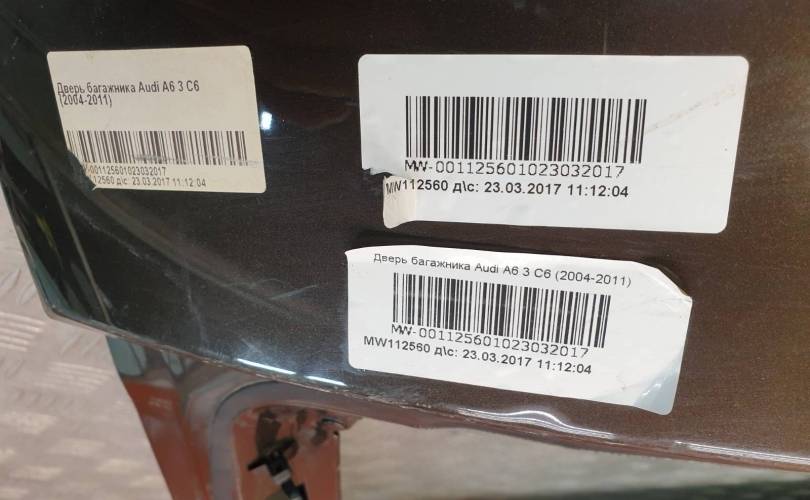 Дверь багажника Audi A6 3 C6
(2004-2011)
-001125601023032017
112560 д\с: 23.03.2017 11:12:04
MW-001125601023032017
MW112560 д\с: 23.03.2017 11:12:04
Дверь багажника Audi A6 3 C6 (2004-2011)
MW-001125601023032017
MW112560 д\с: 23.03.2017 11:12:04